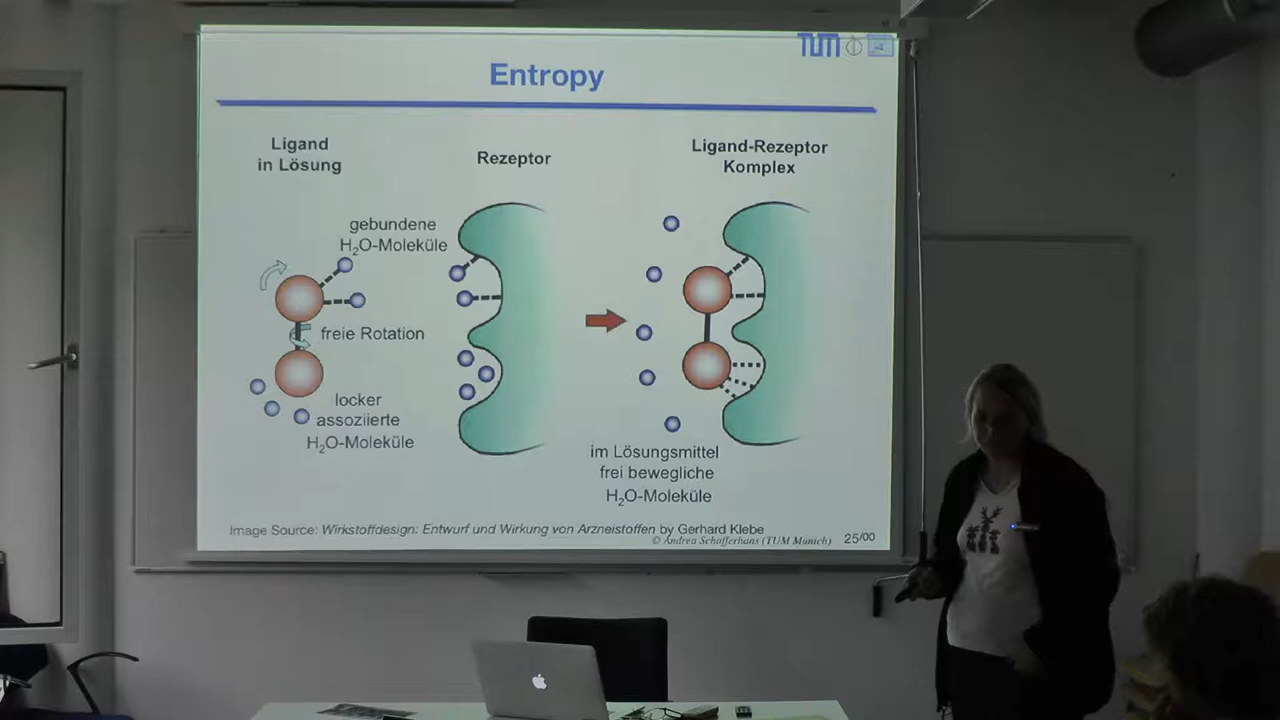 TUM
Entropy
Ligand
in Lösung
Rezeptor
Ligand-Rezeptor
Komplex
gebundene
H₂O-Moleküle
freie Rotation
locker
assoziierte
H₂O-Moleküle
im Lösungsmittel
frei bewegliche
H₂O-Moleküle
Image Source: Wirkstoffdesign: Entwurf und Wirkung von Arzneistoffen by Gerhard Klebe
© Andrea Schafferhans (TUM Munich)
25/00